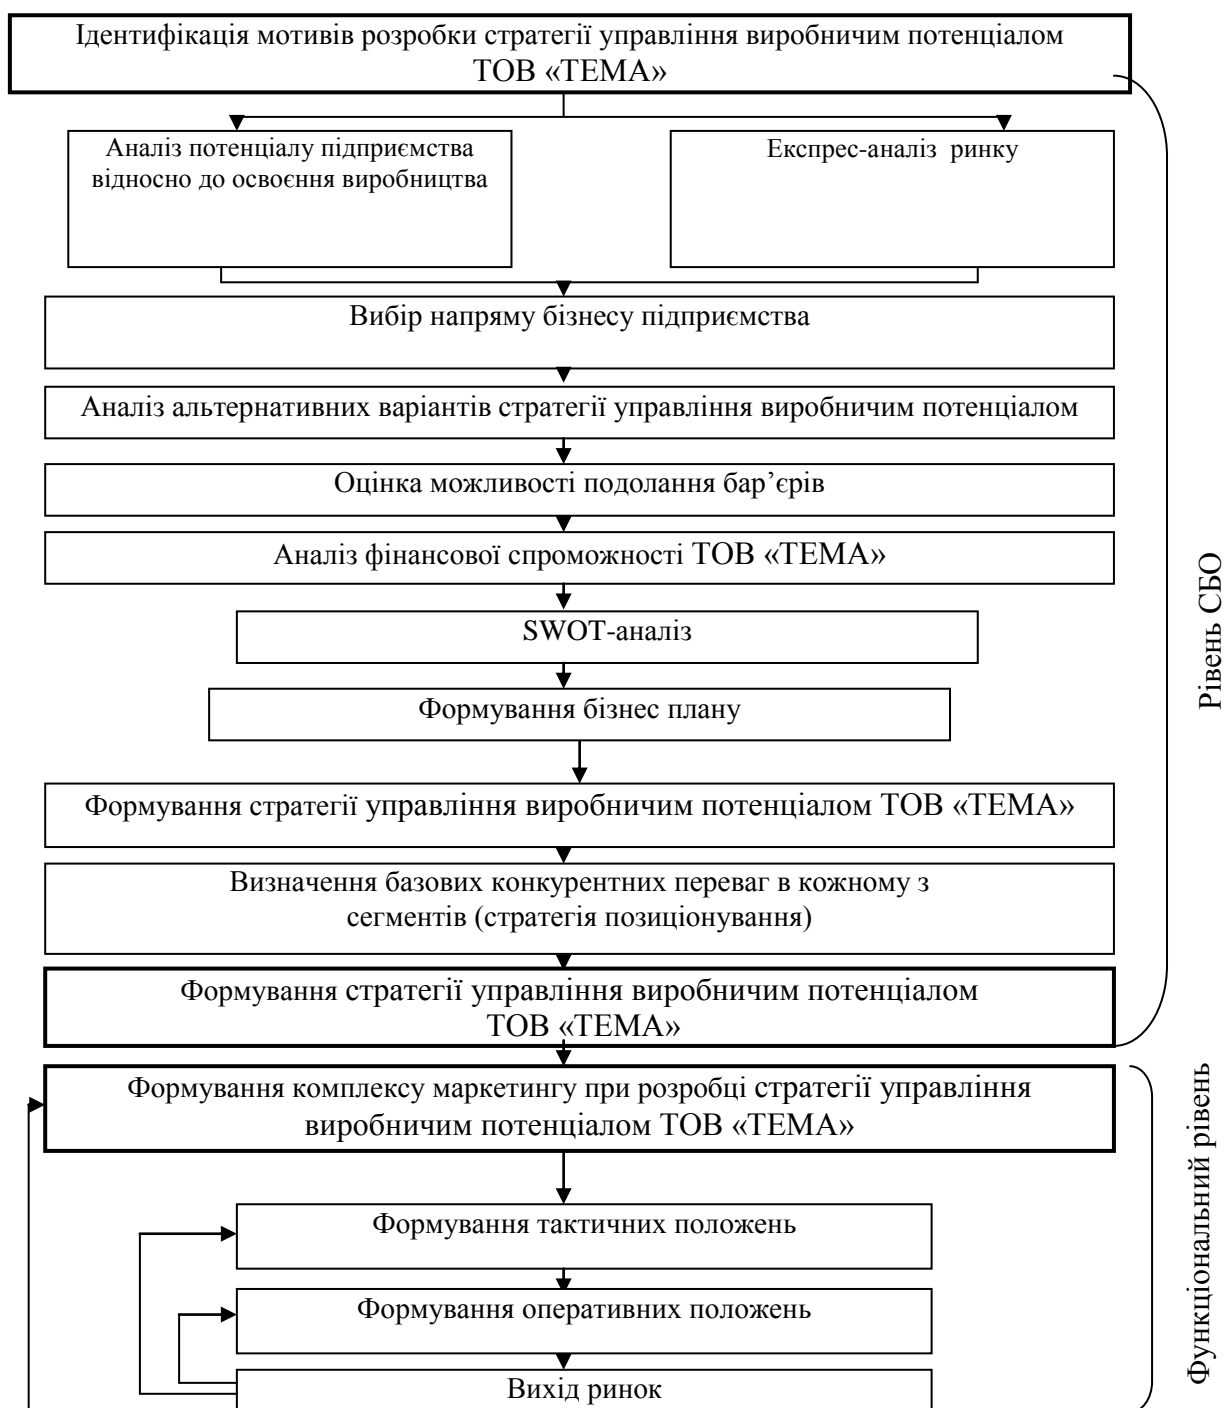 Ідентифікація мотивів розробки стратегії управління виробничим потенціалом
ТОВ «ТЕМА»
Аналіз потенціалу підприємства
відносно до освоєння виробництва
Експрес-аналіз ринку
Вибір напряму бізнесу підприємства
Аналіз альтернативних варіантів стратегії управління виробничим потенціалом
Оцінка можливості подолання бар’єрів
Аналіз фінансової спроможності ТОВ «ТЕМА»
SWOT-аналіз
Формування бізнес плану
Формування стратегії управління виробничим потенціалом ТОВ «ТЕМА»
Визначення базових конкурентних переваг в кожному з
сегментів (стратегія позиціонування)
Формування стратегії управління виробничим потенціалом
ТОВ «ТЕМА»
Рівень СБО
Формування комплексу маркетингу при розробці стратегії управління
виробничим потенціалом ТОВ «ТЕМА»
Формування тактичних положень
Формування оперативних положень
Вихід ринок
Функціональний рівень